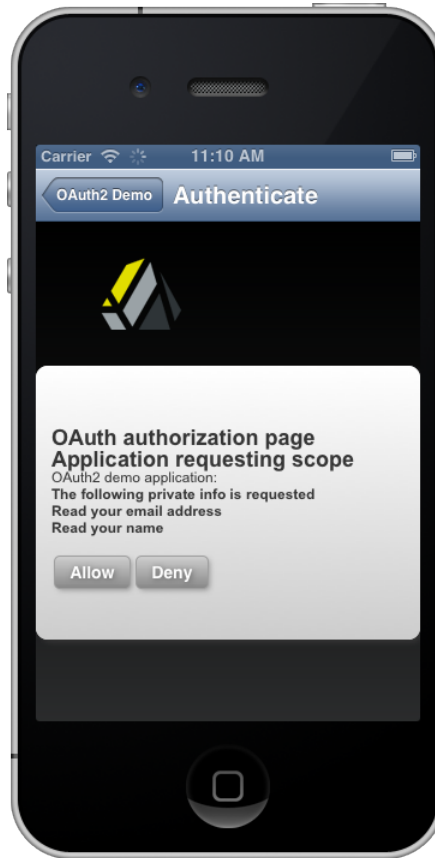 Carrier 11:10 AM
OAuth2 Demo Authenticate
OAuth authorization page
Application requesting scope
OAuth2 demo application:
The following private info is requested
Read your email address
Read your name
Allow Deny